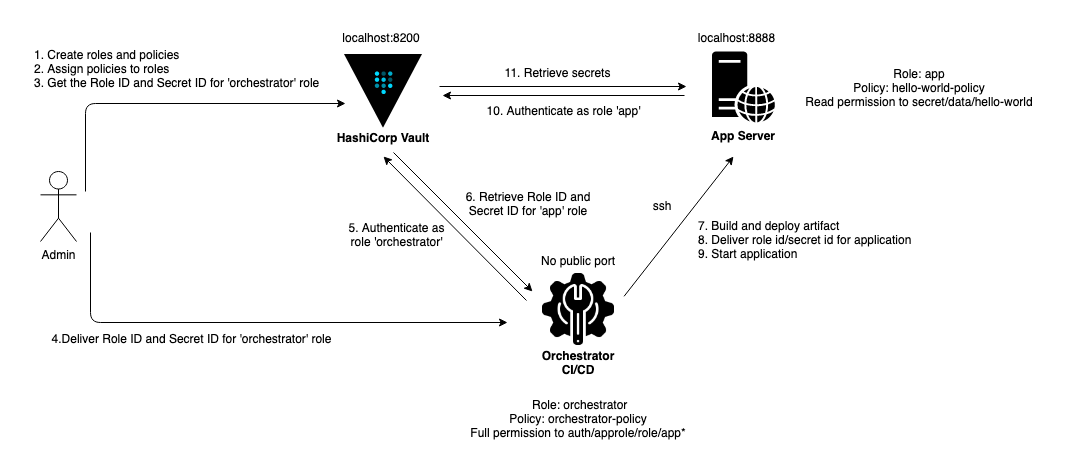 localhost:8200
localhost:8888
1. Create roles and policies
2. Assign policies to roles
3. Get the Role ID and Secret ID for 'orchestrator' role
11. Retrieve secrets
10. Authenticate as role 'app'
Role: app
Policy: hello-world-policy
Read permission to secret/data/hello-world
HashiCorp Vault
App Server
6. Retrieve Role ID and
Secret ID for 'app' role
5. Authenticate as
role 'orchestrator'
ssh
7. Build and deploy artifact
8. Deliver role id/secret id for application
9. Start application
Admin
No public port
4.Deliver Role ID and Secret ID for 'orchestrator' role
Orchestrator
CI/CD
Role: orchestrator
Policy: orchestrator-policy
Full permission to auth/approle/role/app*